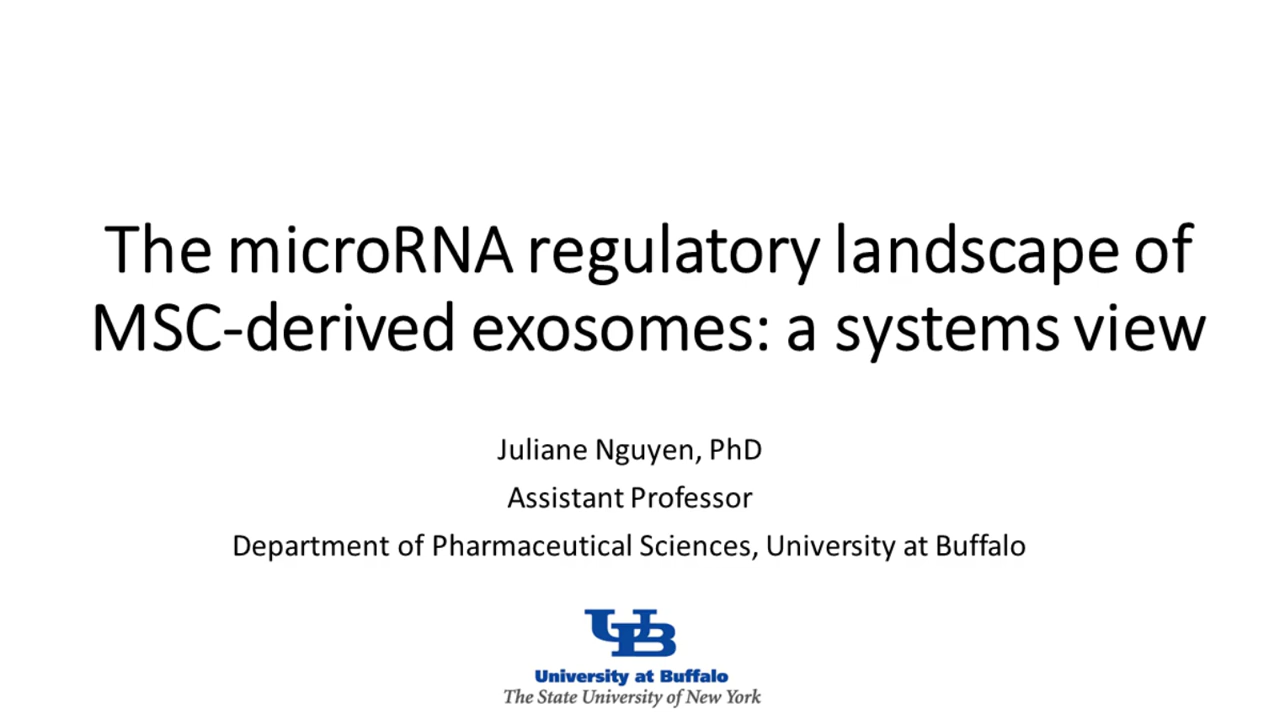 The microRNA regulatory landscape of
MSC-derived exosomes: a systems view
Juliane Nguyen, PhD
Assistant Professor
Department of Pharmaceutical Sciences, University at Buffalo
UB
University at Buffalo
The State University of New York